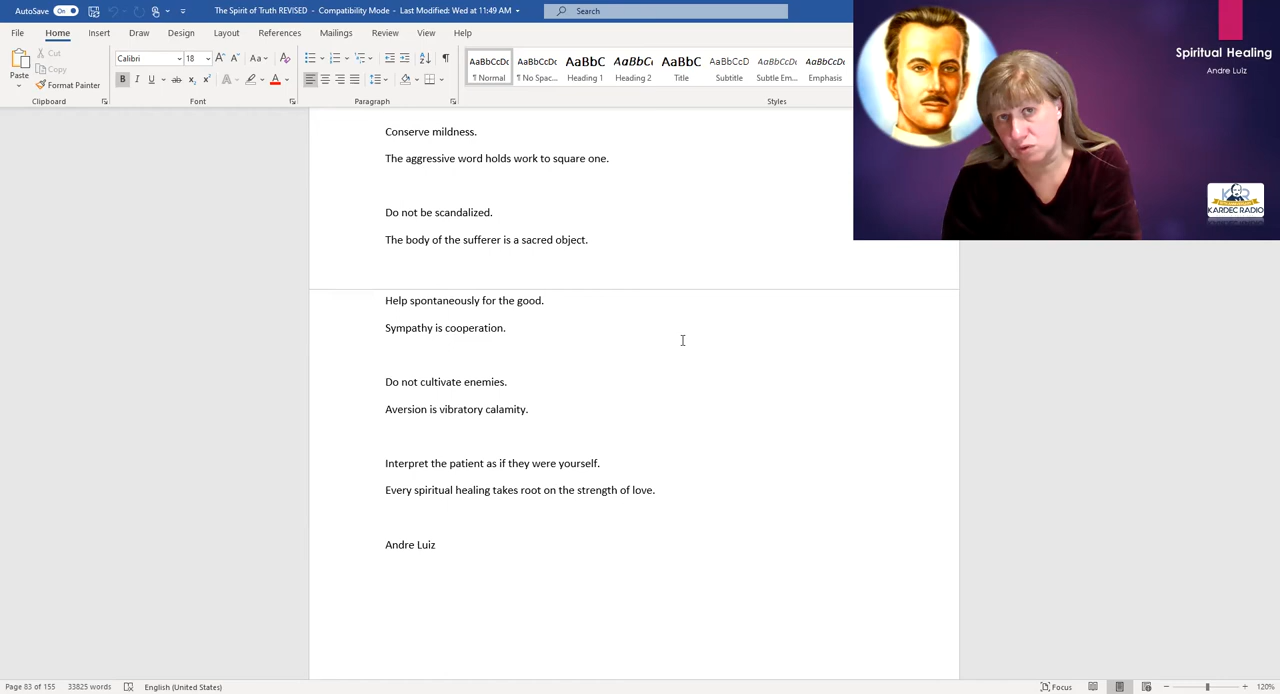 AutoSave On The Spirit of Truth REVISED - Compatibility Mode - Last Modified: Wed at 11:49 AM Search
File Home Insert Draw Design Layout References Mailings Review View Help
Paste
Cut
Copy
Format Painter
Clipboard
Calibri 18 Aa
B I U ab x₂ x² A A
Font
Paragraph
AaBbCcDc AaBbCcDc AaBbC AaBbC AaBbC AaBbCcD AaBbCcDc AaBbCcDc
¶ Normal ¶ No Spac... Heading 1 Heading 2 Title Subtitle Subtle Em... Emphasis
Styles
Spiritual Healing
Andre Luiz
KARDEC RADIO
Conserve mildness.
The aggressive word holds work to square one.
Do not be scandalized.
The body of the sufferer is a sacred object.
Help spontaneously for the good.
Sympathy is cooperation.
Do not cultivate enemies.
Aversion is vibratory calamity.
Interpret the patient as if they were yourself.
Every spiritual healing takes root on the strength of love.
Andre Luiz
Page 83 of 155 33825 words English (United States) Focus 120%